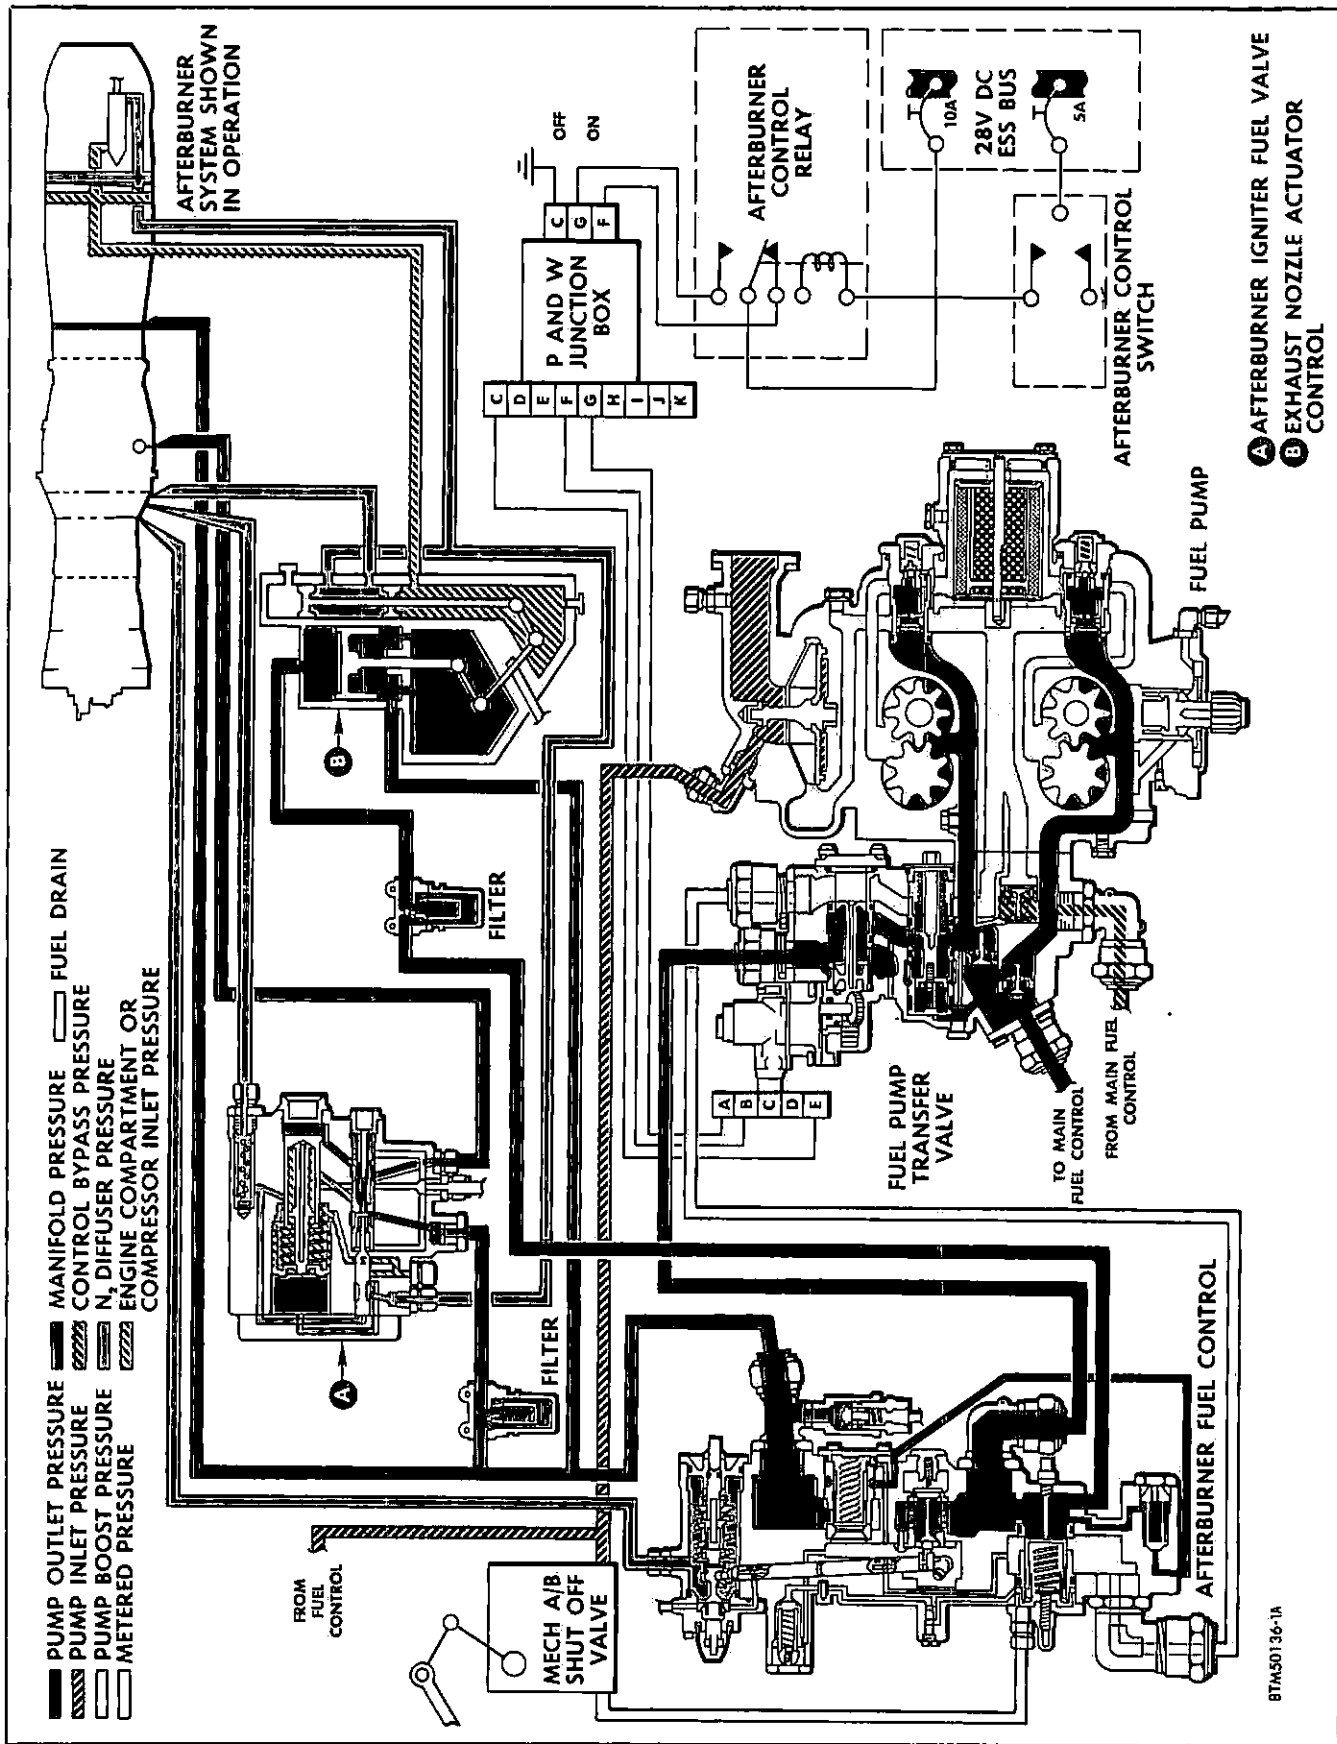 PUMP OUTLET PRESSURE
PUMP INLET PRESSURE
PUMP BOOST PRESSURE
METERED PRESSURE
MANIFOLD PRESSURE
CONTROL BYPASS PRESSURE
N₂ DIFFUSER PRESSURE
ENGINE COMPARTMENT OR
COMPRESSOR INLET PRESSURE
FUEL DRAIN
AFTERBURNER
SYSTEM SHOWN
IN OPERATION
FROM
FUEL
CONTROL
MECH A/B
SHUT OFF
VALVE
A
FILTER
FILTER
B
C
D
E
F
G
H
I
J
K
P AND W
JUNCTION
BOX
C
G
F
OFF
ON
AFTERBURNER
CONTROL
RELAY
10A
28V DC
ESS BUS
5A
AFTERBURNER CONTROL
SWITCH
A
B
C
D
E
FUEL PUMP
TRANSFER
VALVE
TO MAIN
FUEL CONTROL
FROM MAIN FUEL
CONTROL
FUEL PUMP
AFTERBURNER FUEL CONTROL
A AFTERBURNER IGNITER FUEL VALVE
B EXHAUST NOZZLE ACTUATOR
CONTROL
BTM50136-1A